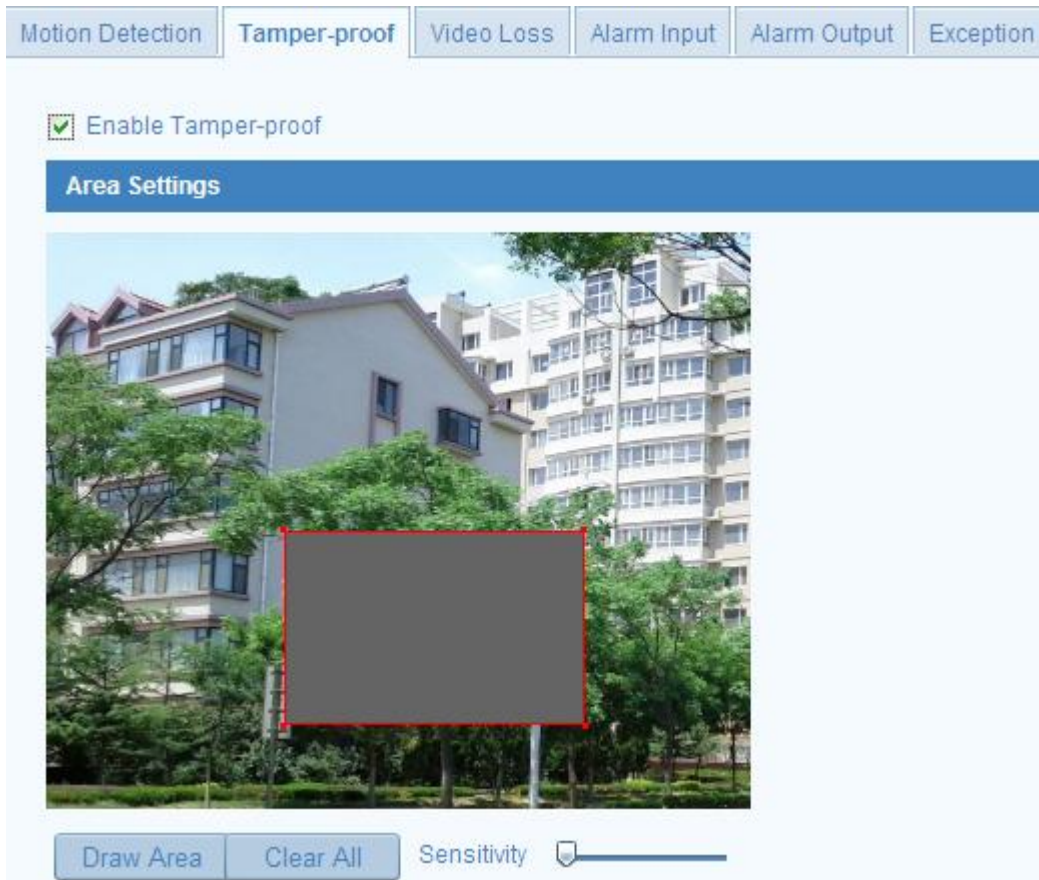 Motion Detection Tamper-proof Video Loss Alarm Input Alarm Output Exception
Enable Tamper-proof
Area Settings
Draw Area Clear All Sensitivity